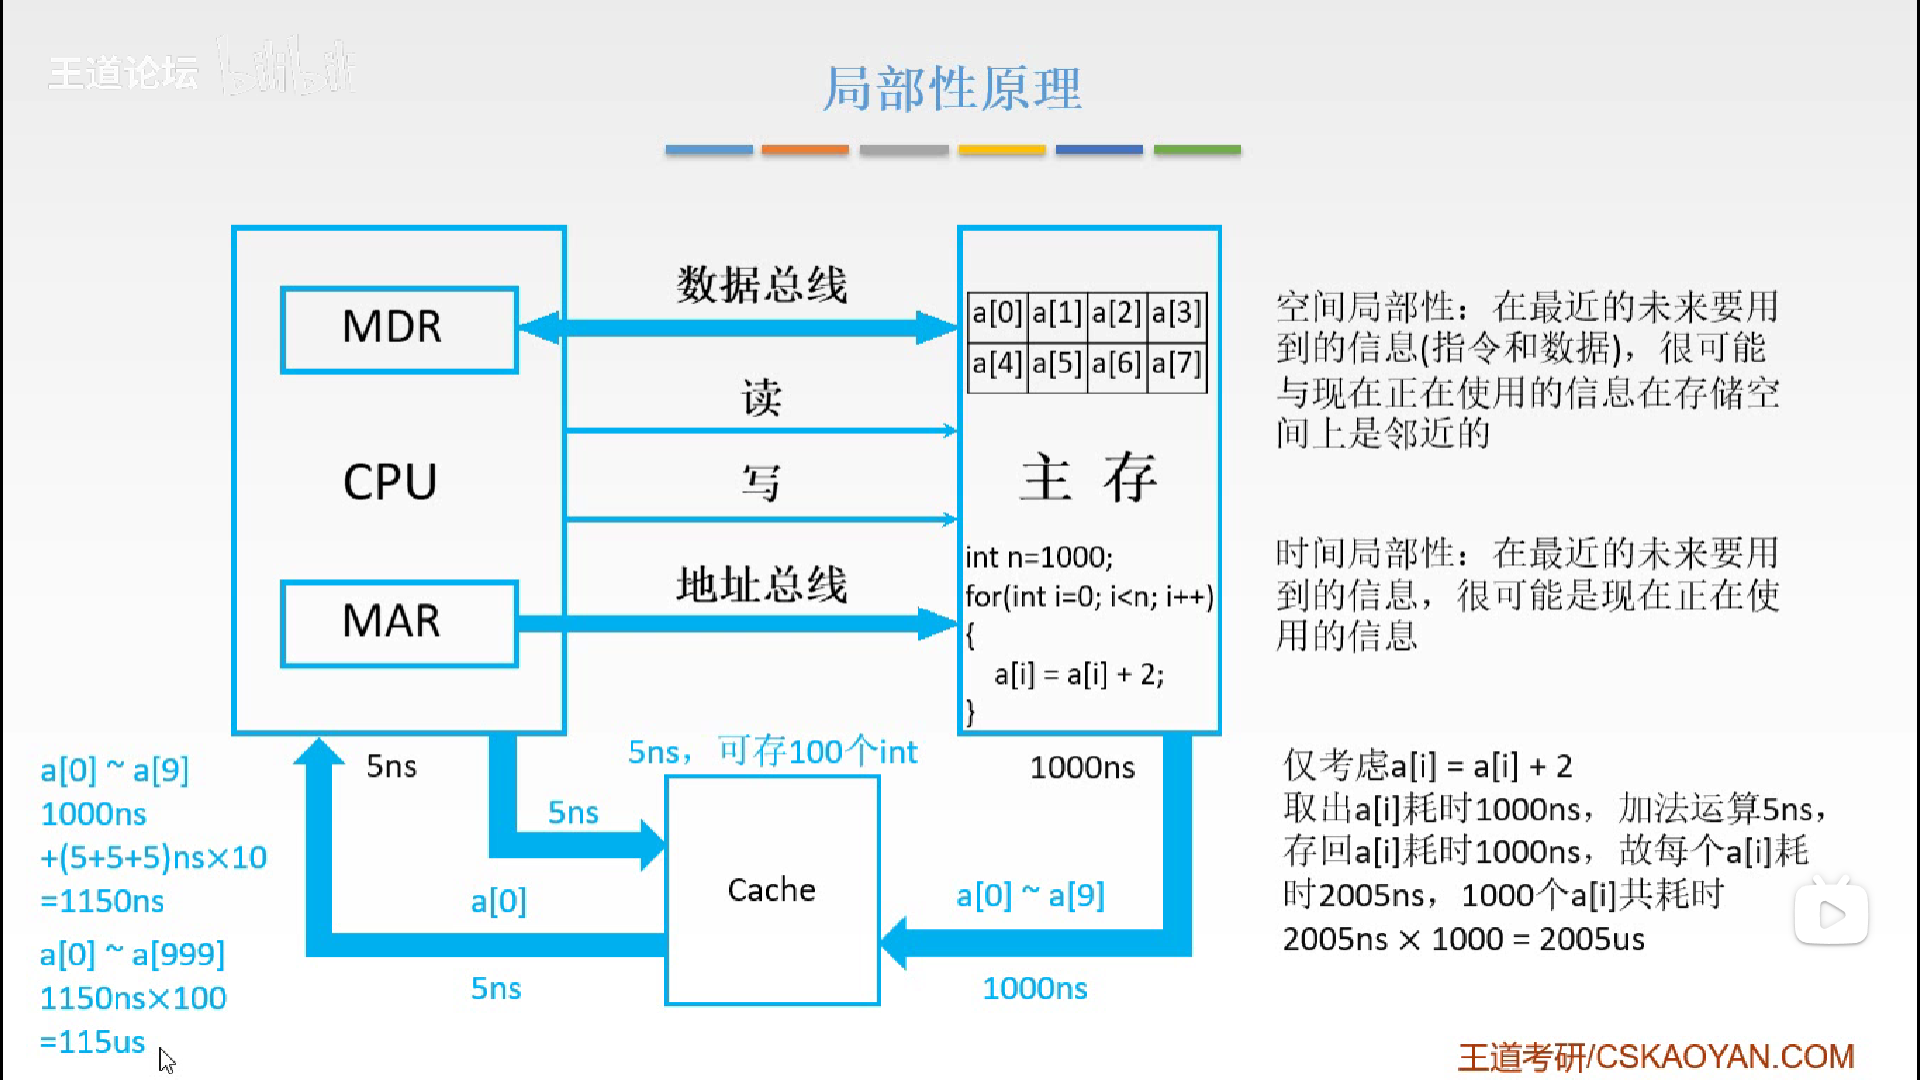 王道论坛 bilibili
局部性原理
数据总线
MDR
a[0] a[1] a[2] a[3]
a[4] a[5] a[6] a[7]
读
CPU
写
主 存
地址总线
MAR
int n=1000;
for(int i=0; i<n; i++)
{
a[i] = a[i] + 2;
}
空间局部性：在最近的未来要用
到的信息(指令和数据)，很可能
与现在正在使用的信息在存储空
间上是邻近的
时间局部性：在最近的未来要用
到的信息，很可能是现在正在使
用的信息
5ns
5ns，可存100个int
1000ns
5ns
Cache
a[0]
a[0] ~ a[9]
5ns
1000ns
a[0] ~ a[9]
1000ns
+(5+5+5)ns×10
=1150ns
a[0] ~ a[999]
1150ns×100
=115us
仅考虑a[i] = a[i] + 2
取出a[i]耗时1000ns，加法运算5ns，
存回a[i]耗时1000ns，故每个a[i]耗
时2005ns，1000个a[i]共耗时
2005ns × 1000 = 2005us
王道考研/CSKAOYAN.COM